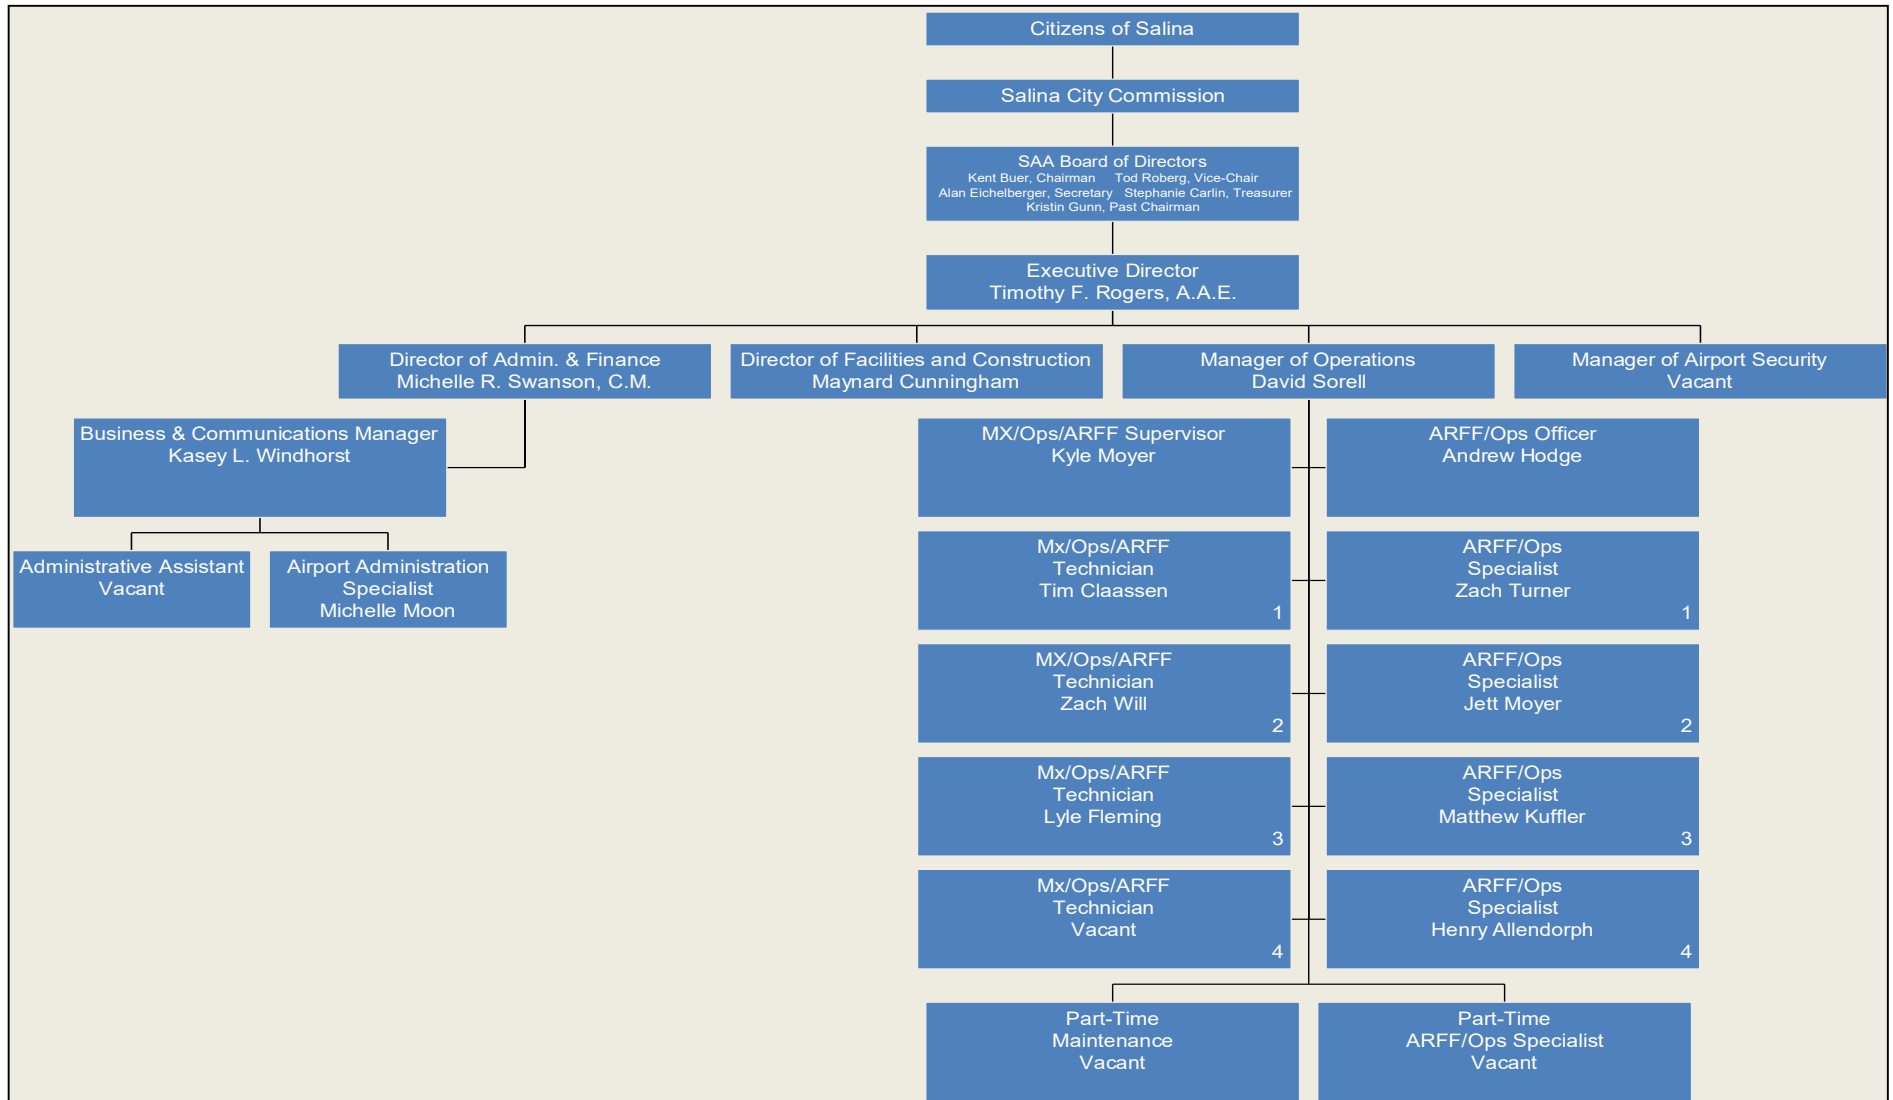 Citizens of Salina
Salina City Commission
SAA Board of Directors
Kent Buer, Chairman Tod Roberg, Vice-Chair
Alan Eichelberger, Secretary Stephanie Carlin, Treasurer
Kristin Gunn, Past Chairman
Executive Director
Timothy F. Rogers, A.A.E.
Director of Admin. & Finance
Michelle R. Swanson, C.M.
Director of Facilities and Construction
Maynard Cunningham
Manager of Operations
David Sorell
Manager of Airport Security
Vacant
Business & Communications Manager
Kasey L. Windhorst
MX/Ops/ARFF Supervisor
Kyle Moyer
ARFF/Ops Officer
Andrew Hodge
Administrative Assistant
Vacant
Airport Administration
Specialist
Michelle Moon
Mx/Ops/ARFF
Technician
Tim Claassen
1
ARFF/Ops
Specialist
Zach Turner
1
MX/Ops/ARFF
Technician
Zach Will
2
ARFF/Ops
Specialist
Jett Moyer
2
Mx/Ops/ARFF
Technician
Lyle Fleming
3
ARFF/Ops
Specialist
Matthew Kuffler
3
Mx/Ops/ARFF
Technician
Vacant
4
ARFF/Ops
Specialist
Henry Allendorph
4
Part-Time
Maintenance
Vacant
Part-Time
ARFF/Ops Specialist
Vacant